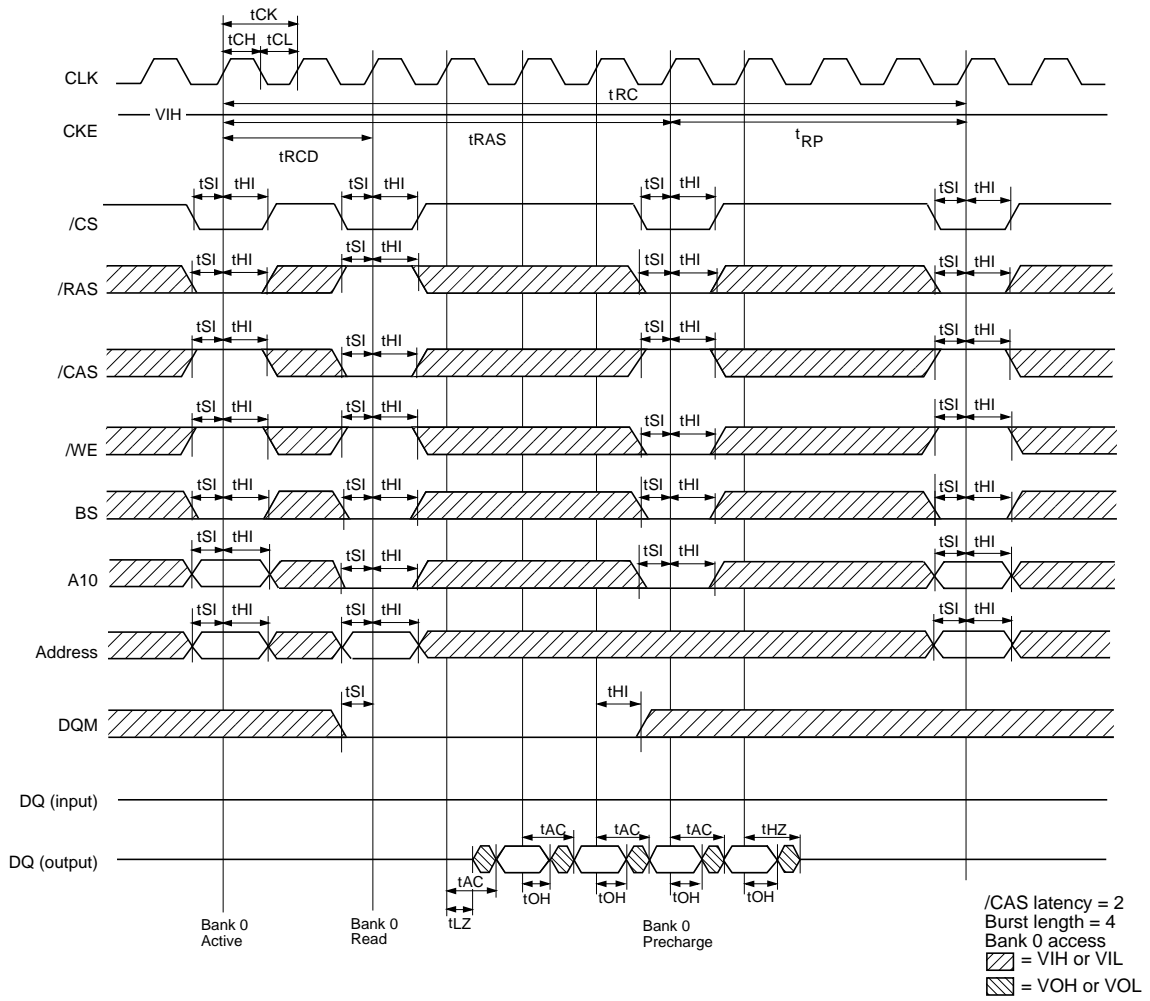 tCK
tCH tCL
CLK
tRC
VIH
CKE
tRCD
tRAS
tRP
tSI tHI tSI tHI tSI tHI tSI tHI
/CS
tSI tHI tSI tHI tSI tHI tSI tHI
/RAS
tSI tHI tSI tHI tSI tHI tSI tHI
/CAS
tSI tHI tSI tHI tSI tHI tSI tHI
/WE
tSI tHI tSI tHI tSI tHI tSI tHI
BS
tSI tHI tSI tHI tSI tHI tSI tHI
A10
tSI tHI tSI tHI tSI tHI
Address
tSI tHI
DQM
DQ (input)
tAC tAC tAC tHZ
DQ (output)
tAC
tOH tOH tOH tOH
tLZ
Bank 0
Active
Bank 0
Read
Bank 0
Precharge
/CAS latency = 2
Burst length = 4
Bank 0 access
= VIH or VIL
= VOH or VOL